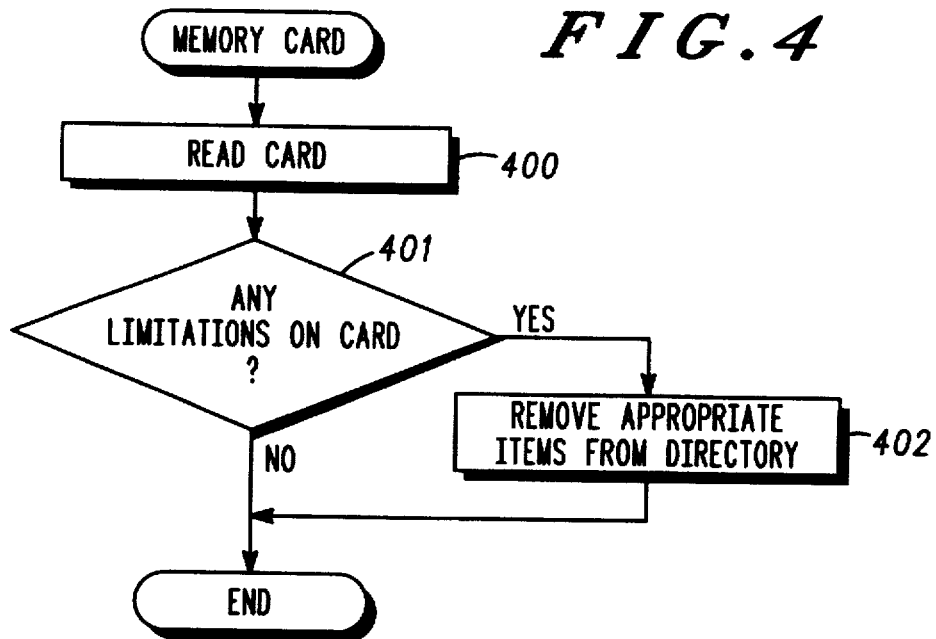 FIG.4
MEMORY CARD
READ CARD
400
401
ANY
LIMITATIONS ON CARD
?
YES
REMOVE APPROPRIATE
ITEMS FROM DIRECTORY
402
NO
END